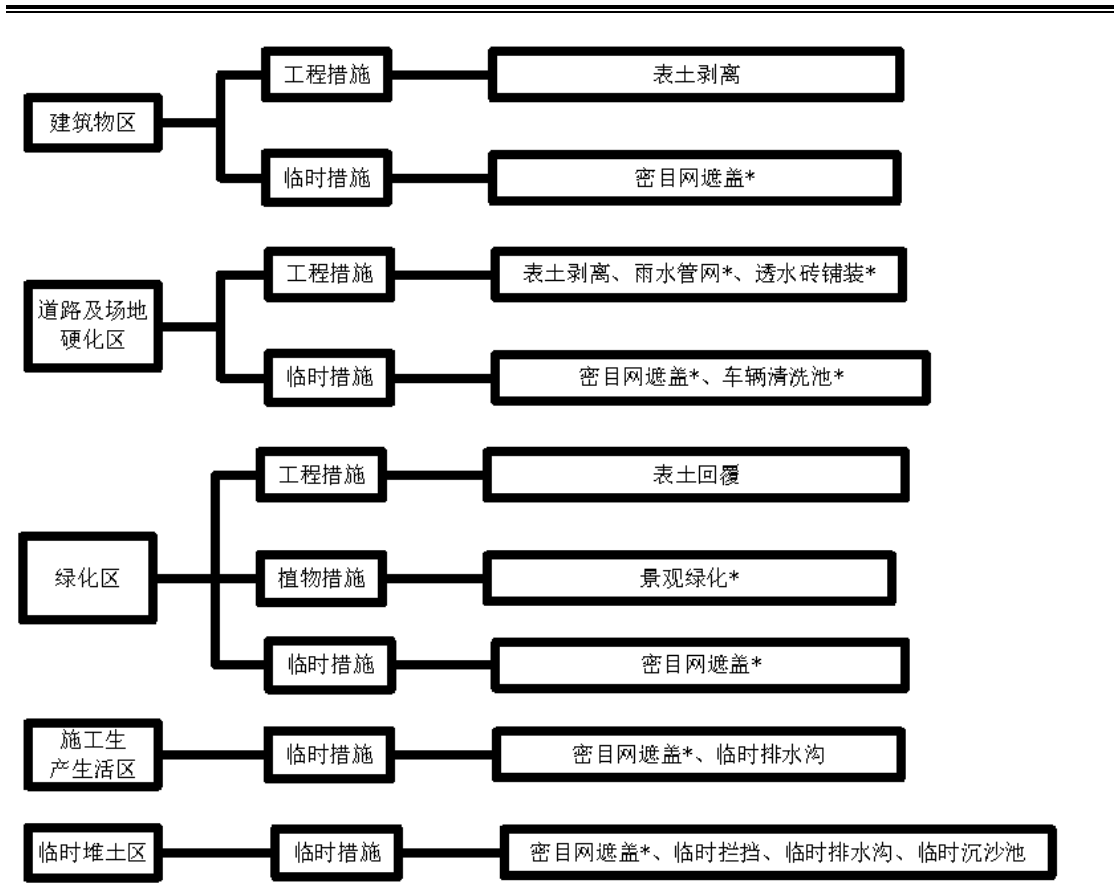 工程措施
表土剥离
建筑物区
临时措施
密目网遮盖*
工程措施
表土剥离、雨水管网*、透水砖铺装*
道路及场地
硬化区
临时措施
密目网遮盖*、车辆清洗池*
工程措施
表土回覆
绿化区
植物措施
景观绿化*
临时措施
密目网遮盖*
施工生
产生活区
临时措施
密目网遮盖*、临时排水沟
临时堆土区
临时措施
密目网遮盖*、临时拦挡、临时排水沟、临时沉沙池